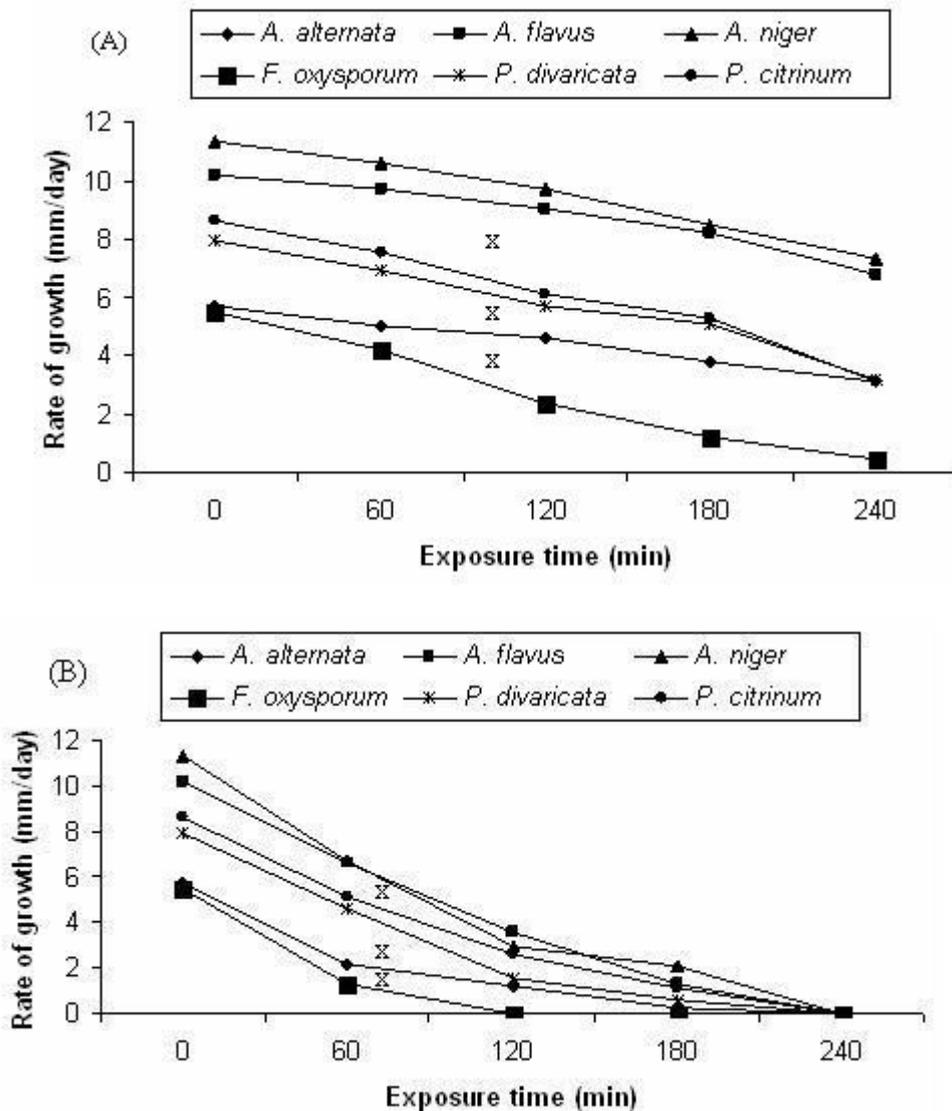 (A)
A. alternata A. flavus A. niger
F. oxysporum P. divaricata P. citrinum
12
10
8
6
4
2
0
Rate of growth (mm/day)
0 60 120 180 240
Exposure time (min)
(B)
A. alternata A. flavus A. niger
F. oxysporum P. divaricata P. citrinum
12
10
8
6
4
2
0
Rate of growth (mm/day)
0 60 120 180 240
Exposure time (min)